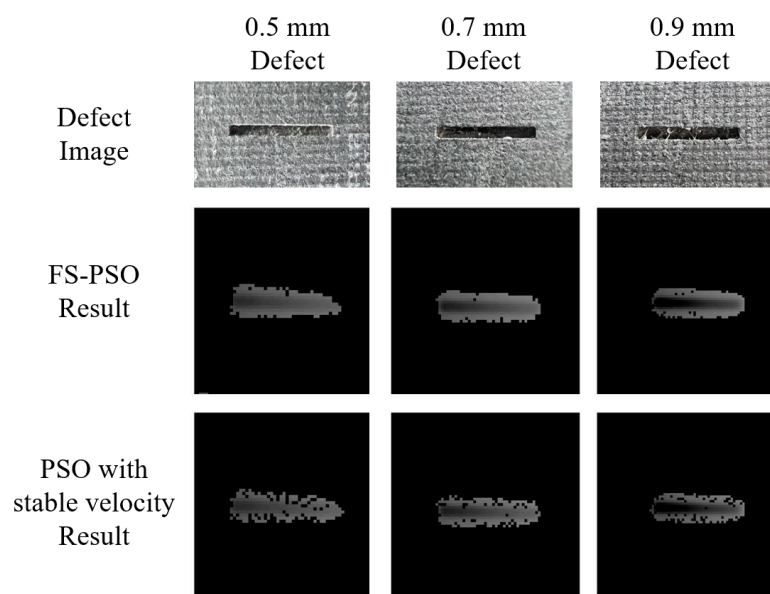 0.5 mm
Defect
0.7 mm
Defect
0.9 mm
Defect
Defect
Image
FS-PSO
Result
PSO with
stable velocity
Result